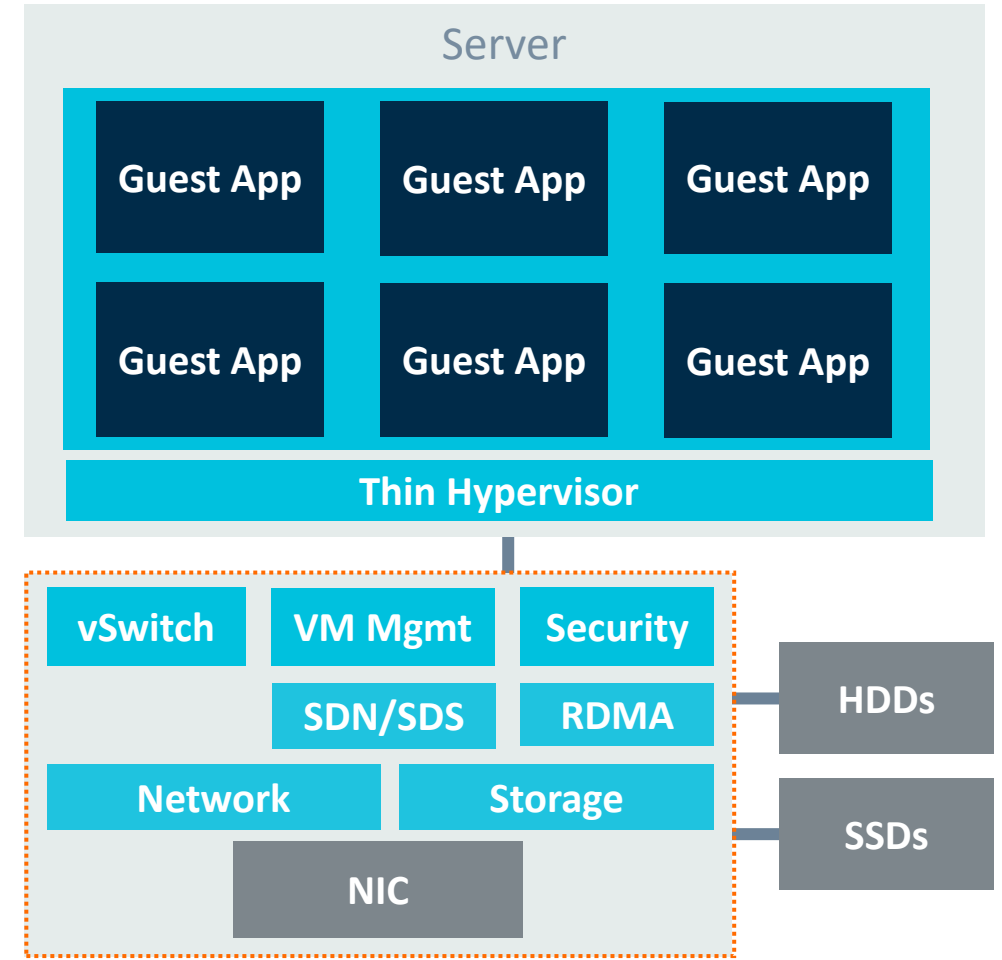 Server
Guest App
Guest App
Guest App
Guest App
Guest App
Guest App
Thin Hypervisor
vSwitch
VM Mgmt
Security
SDN/SDS
RDMA
HDDs
Network
Storage
SSDs
NIC